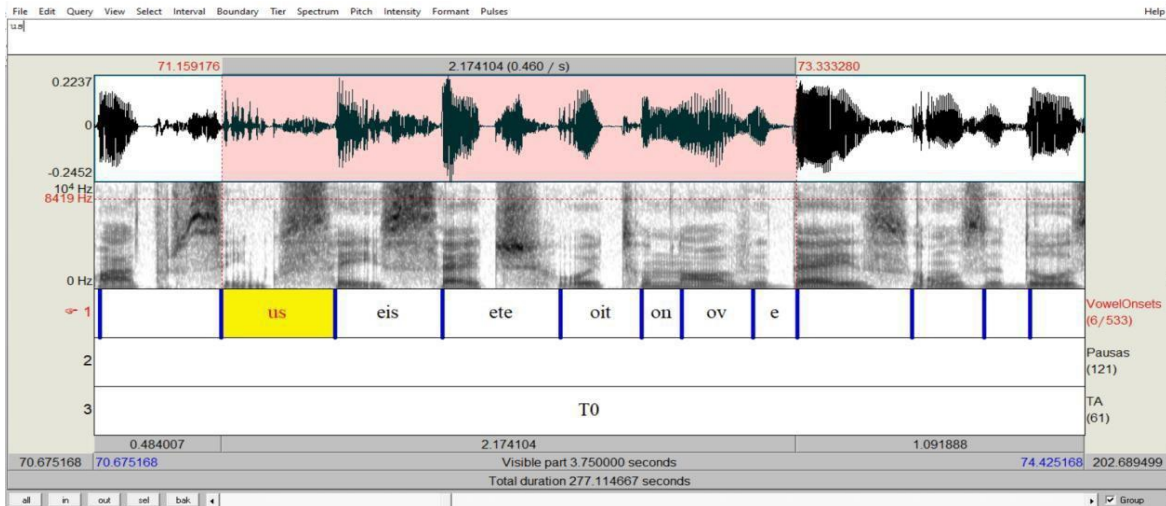 File Edit Query View Select Interval Boundary Tier Spectrum Pitch Intensity Formant Pulses Help
us
71.159176 2.174104 (0.460 / s) 73.333280
0.2237
0
-0.2452
10⁴ Hz
8419 Hz
0 Hz
1 us eis ete oit on ov e VowelOnsets
(6/533)
2 Pausas
(121)
3 T0 TA
(61)
0.484007 2.174104 1.091888
70.675168 70.675168 Visible part 3.750000 seconds 74.425168 202.689499
Total duration 277.114667 seconds
all in out sel bak Group